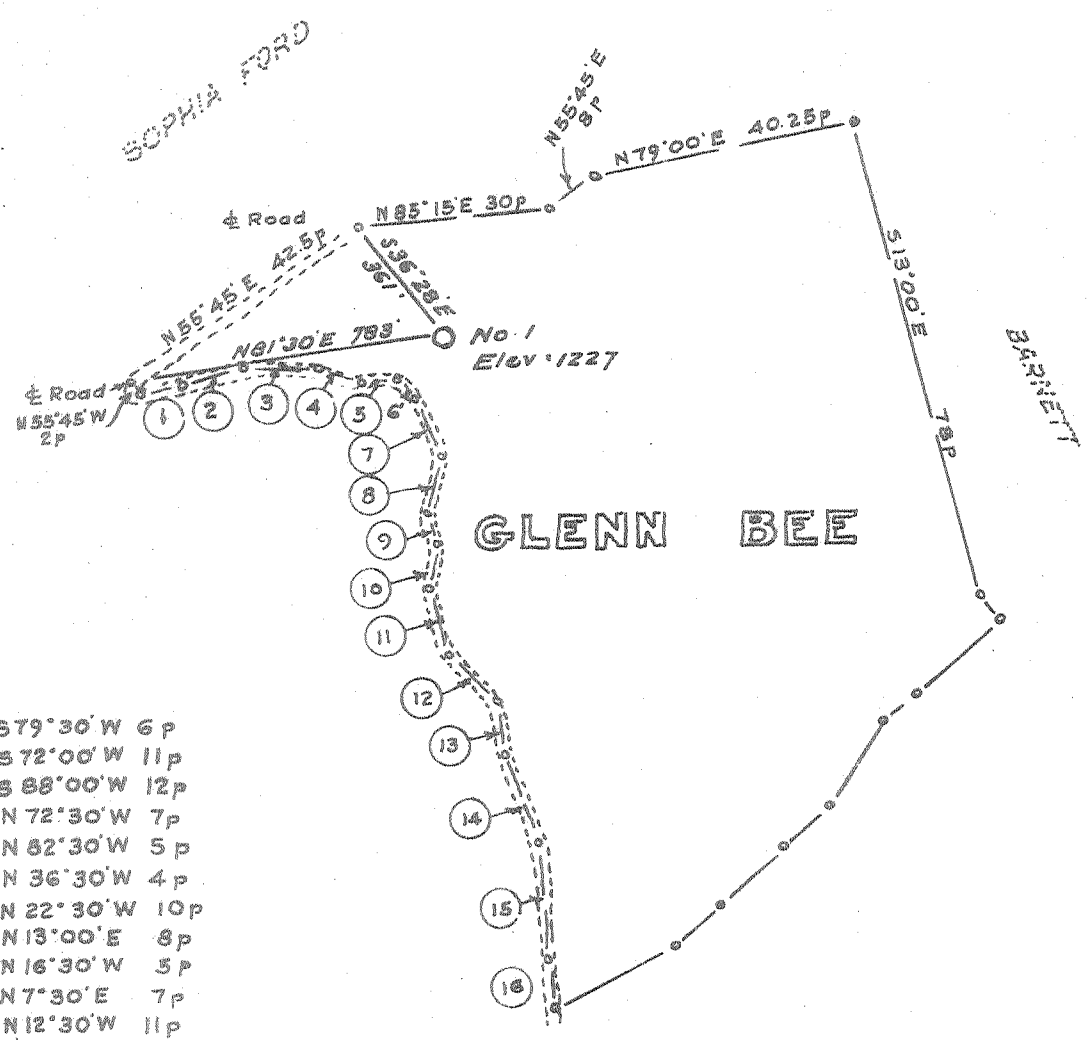 SOPHIA FORD
N55°45'E
8P
N79°00'E 40.25P
N85°15'E 30P
℄ Road
S36°28'E
361'
N55°45'E 42.5P
S13°00'E 78P
BARNETT
N81°30'E 783'
No. 1
Elev. 1227
℄ Road
N55°45'W
2P
1
2
3
4
5
6
7
8
9
10
11
12
13
14
15
16
GLENN BEE
S79°30'W 6P
S72°00'W 11P
S88°00'W 12P
N72°30'W 7P
N82°30'W 5P
N36°30'W 4P
N22°30'W 10P
N13°00'E 8P
N16°30'W 5P
N7°30'E 7P
N12°30'W 11P